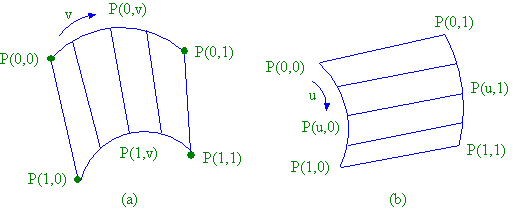 v
P(0,v)
P(0,0)
P(0,1)
P(1,v)
P(1,0)
P(1,1)
(a)
P(0,1)
P(0,0)
u
P(u,1)
P(u,0)
P(1,1)
P(1,0)
(b)